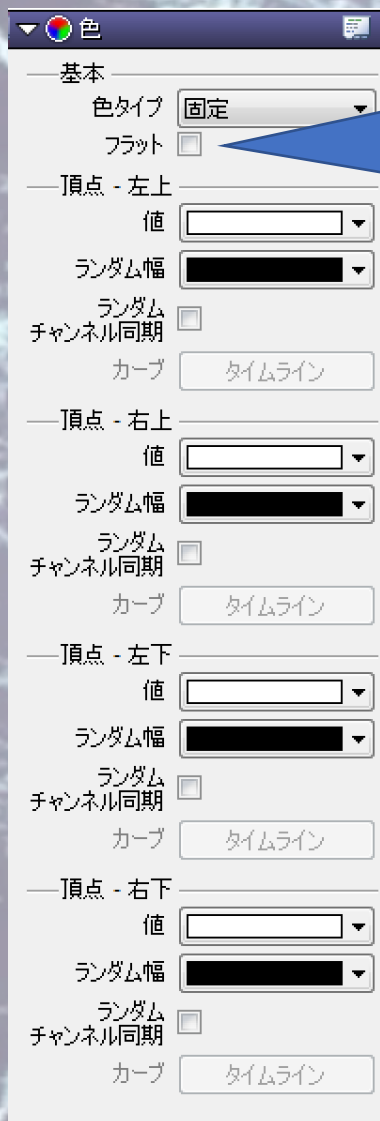 色
基本
色タイプ 固定
フラット
頂点 - 左上
値
ランダム幅
ランダム
チャンネル同期
カーブ タイムライン
頂点 - 右上
値
ランダム幅
ランダム
チャンネル同期
カーブ タイムライン
頂点 - 左下
値
ランダム幅
ランダム
チャンネル同期
カーブ タイムライン
頂点 - 右下
値
ランダム幅
ランダム
チャンネル同期
カーブ タイムライン